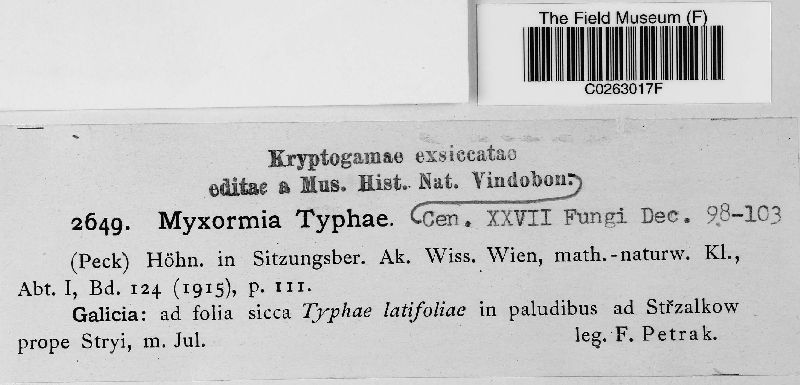 The Field Museum (F)
C0263017F
Kryptogamae exsiccatae
editae a Mus. Hist. Nat. Vindobon.
2649. Myxormia Typhae. Cen. XXVII Fungi Dec. 98-103
(Peck) Höhn. in Sitzungsber. Ak. Wiss. Wien, math.-naturw. Kl.,
Abt. I, Bd. 124 (1915), p. 111.
Galicia: ad folia sicca Typhae latifoliae in paludibus ad Střzalkow
prope Stryi, m. Jul. leg. F. Petrak.